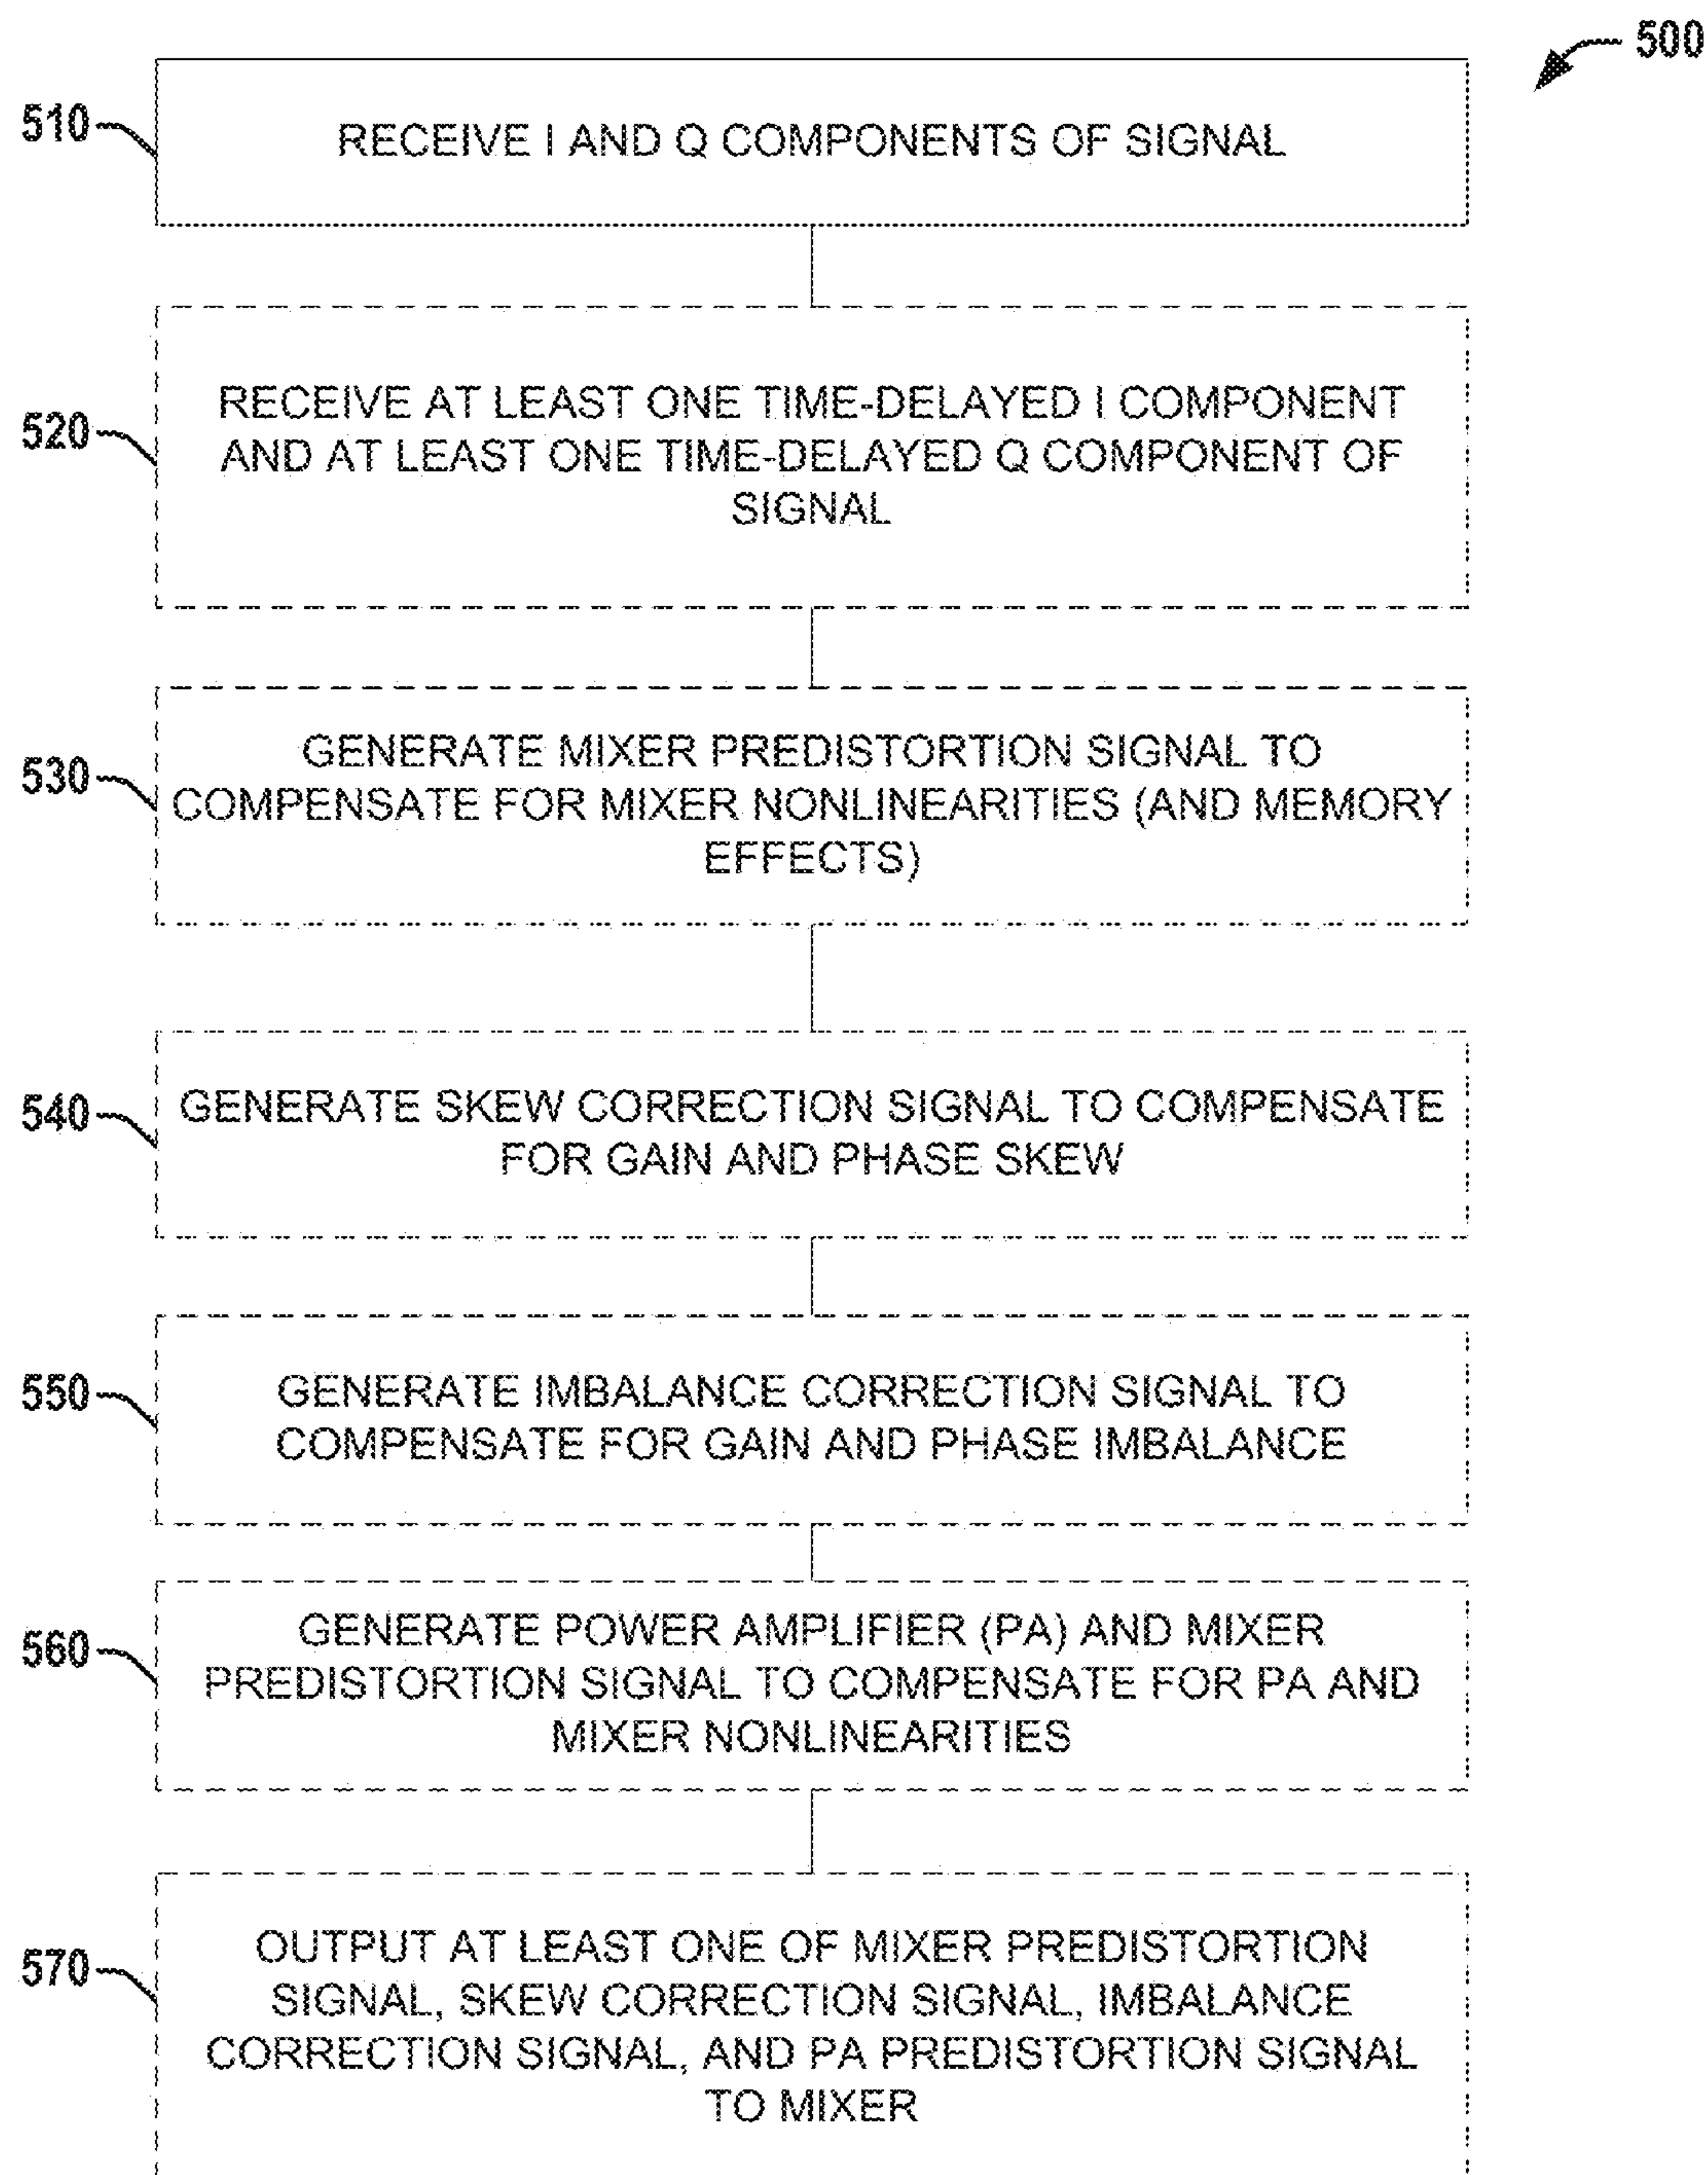 500
510
RECEIVE I AND Q COMPONENTS OF SIGNAL
520
RECEIVE AT LEAST ONE TIME-DELAYED I COMPONENT
AND AT LEAST ONE TIME-DELAYED Q COMPONENT OF
SIGNAL
530
GENERATE MIXER PREDISTORTION SIGNAL TO
COMPENSATE FOR MIXER NONLINEARITIES (AND MEMORY
EFFECTS)
540
GENERATE SKEW CORRECTION SIGNAL TO COMPENSATE
FOR GAIN AND PHASE SKEW
550
GENERATE IMBALANCE CORRECTION SIGNAL TO
COMPENSATE FOR GAIN AND PHASE IMBALANCE
560
GENERATE POWER AMPLIFIER (PA) AND MIXER
PREDISTORTION SIGNAL TO COMPENSATE FOR PA AND
MIXER NONLINEARITIES
570
OUTPUT AT LEAST ONE OF MIXER PREDISTORTION
SIGNAL, SKEW CORRECTION SIGNAL, IMBALANCE
CORRECTION SIGNAL, AND PA PREDISTORTION SIGNAL
TO MIXER